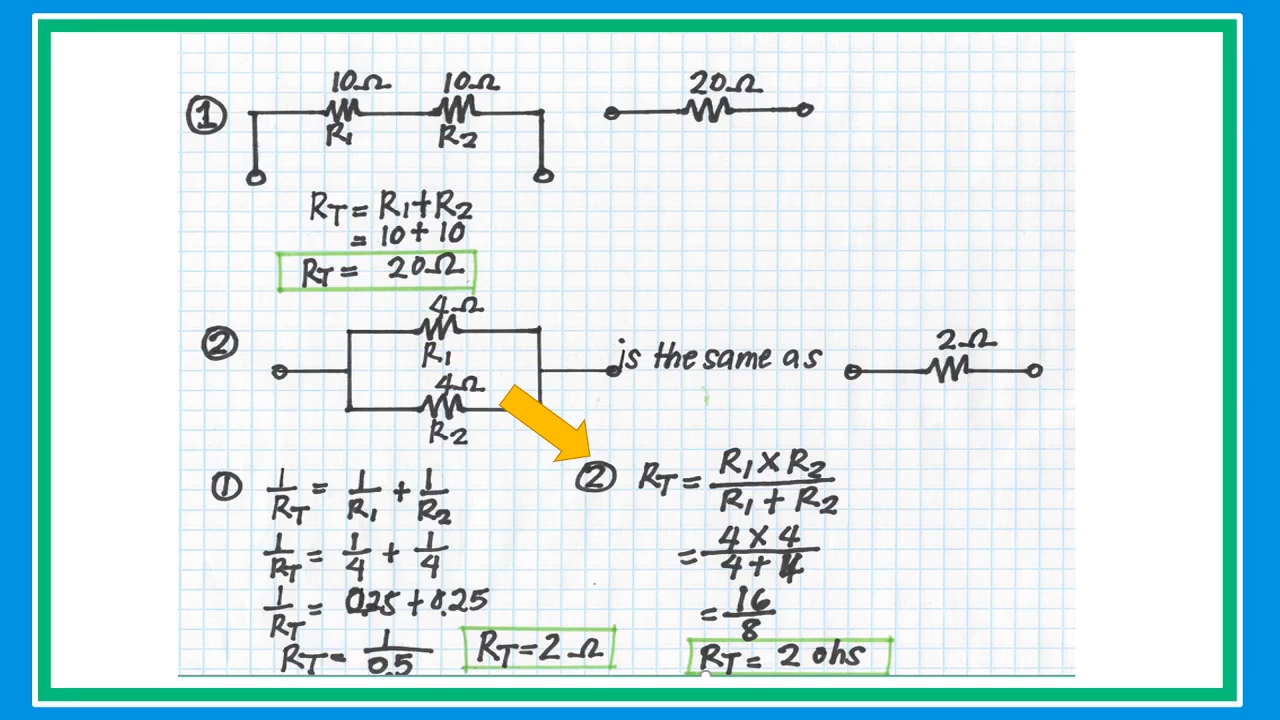 ①
10Ω 10Ω
R1 R2
20Ω
RT = R1+R2
= 10 + 10
RT = 20Ω
②
4Ω
R1
4Ω
R2
is the same as
2Ω
① 1/RT = 1/R1 + 1/R2
1/RT = 1/4 + 1/4
1/RT = 0.25 + 0.25
RT = 1/0.5
RT = 2 Ω
② RT = R1 X R2 / R1 + R2
= 4 X 4 / 4 + 4
= 16 / 8
RT = 2 ohs